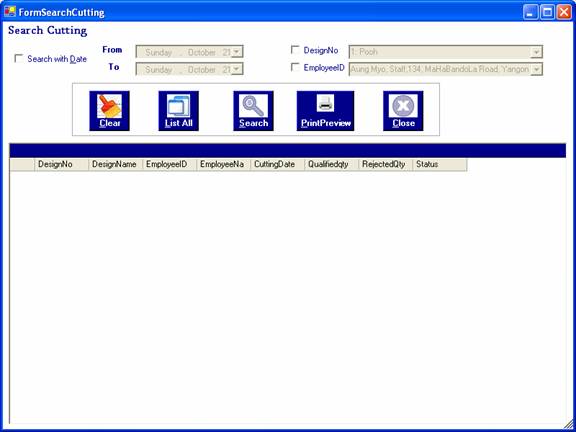 FormSearchCutting
Search Cutting
Search with Date
From
Sunday , October 21
To
Sunday , October 21
DesignNo
1. Pooh
EmployeeID
Aung Myo, Staff,134, MaHaBandoLa Road, Yangon
Clear
List All
Search
PrintPreview
Close
DesignNo DesignName EmployeeID EmployeeNa CuttingDate Qualifiedqty RejectedQty Status